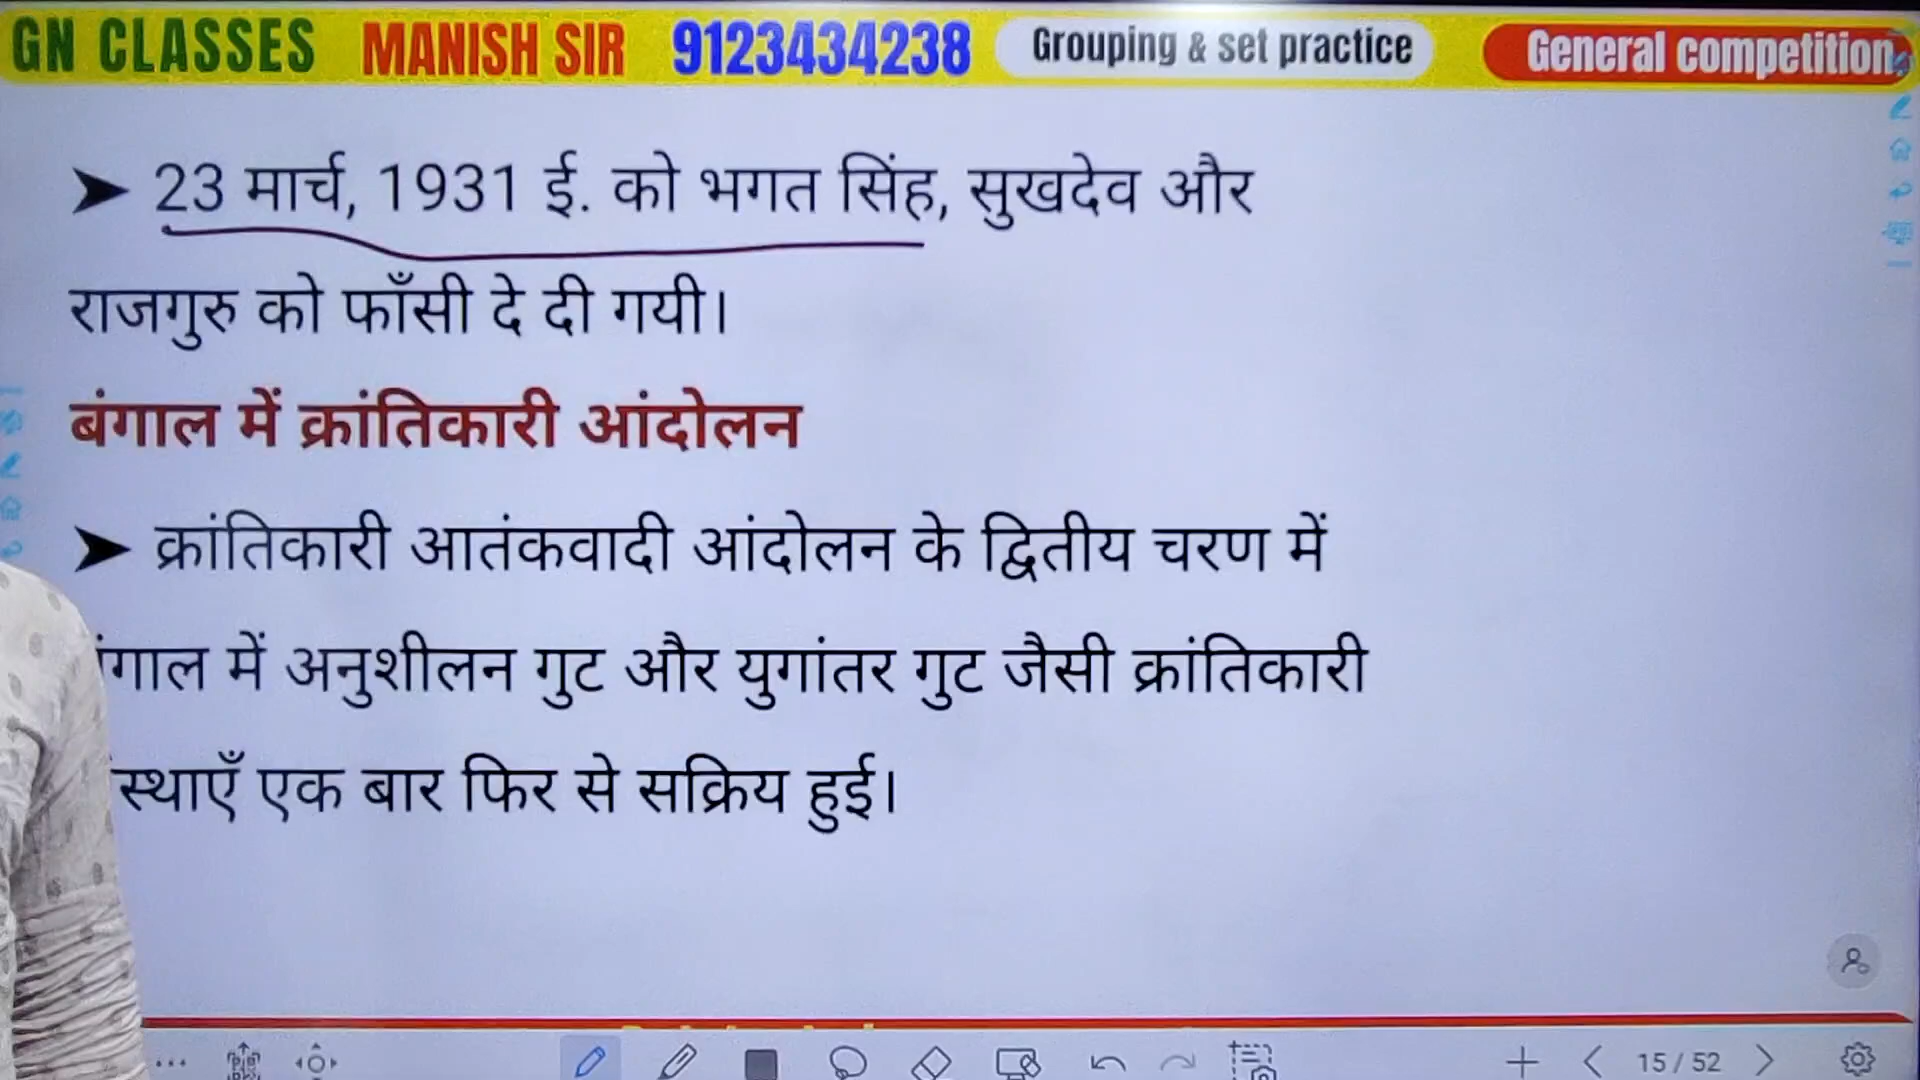 GN CLASSES MANISH SIR 9123434238 Grouping & set practice General competition
➤ 23 मार्च, 1931 ई. को भगत सिंह, सुखदेव और
राजगुरु को फाँसी दे दी गयी।
बंगाल में क्रांतिकारी आंदोलन
➤ क्रांतिकारी आतंकवादी आंदोलन के द्वितीय चरण में
ंगाल में अनुशीलन गुट और युगांतर गुट जैसी क्रांतिकारी
स्थाएँ एक बार फिर से सक्रिय हुई।
15 / 52